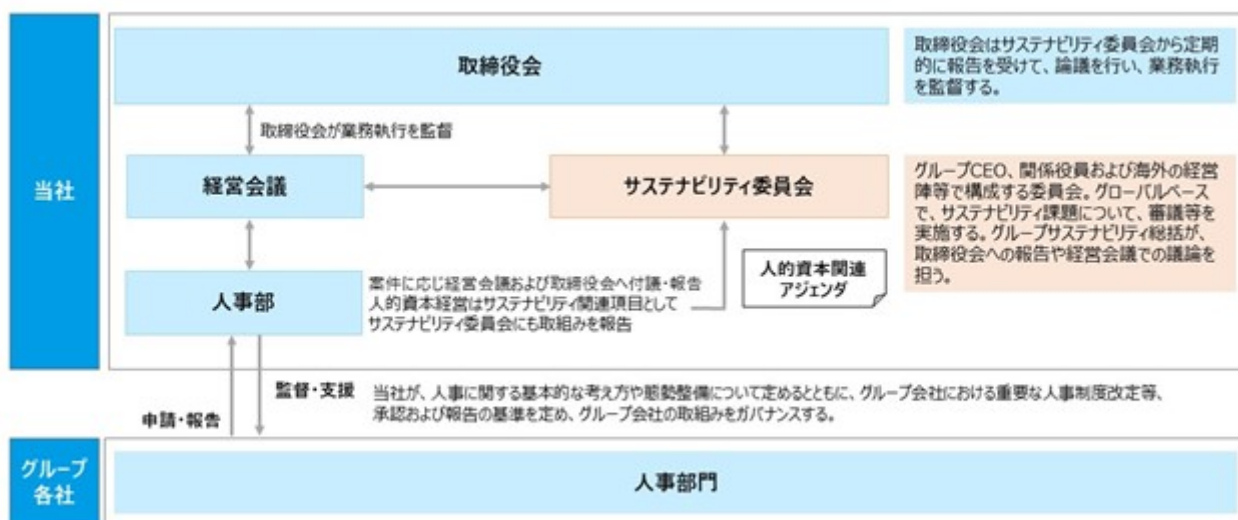 取締役会
取締役会はサステナビリティ委員会から定期
的に報告を受けて、論議を行い、業務執行
を監督する。
取締役会が業務執行を監督
当社
経営会議
サステナビリティ委員会
グループCEO、関係役員および海外の経営
陣等で構成する委員会。グローバルベース
で、サステナビリティ課題について、審議等を
実施する。グループサステナビリティ総括が、
取締役会への報告や経営会議での議論を
担う。
人事部
案件に応じ経営会議および取締役会へ付議・報告
人的資本経営はサステナビリティ関連項目として
サステナビリティ委員会にも取組みを報告
人的資本関連
アジェンダ
監督・支援
当社が、人事に関する基本的な考え方や態勢整備について定めるとともに、グループ会社における重要な人事制度改定等、
承認および報告の基準を定め、グループ会社の取組みをガバナンスする。
申請・報告
グループ
各社
人事部門